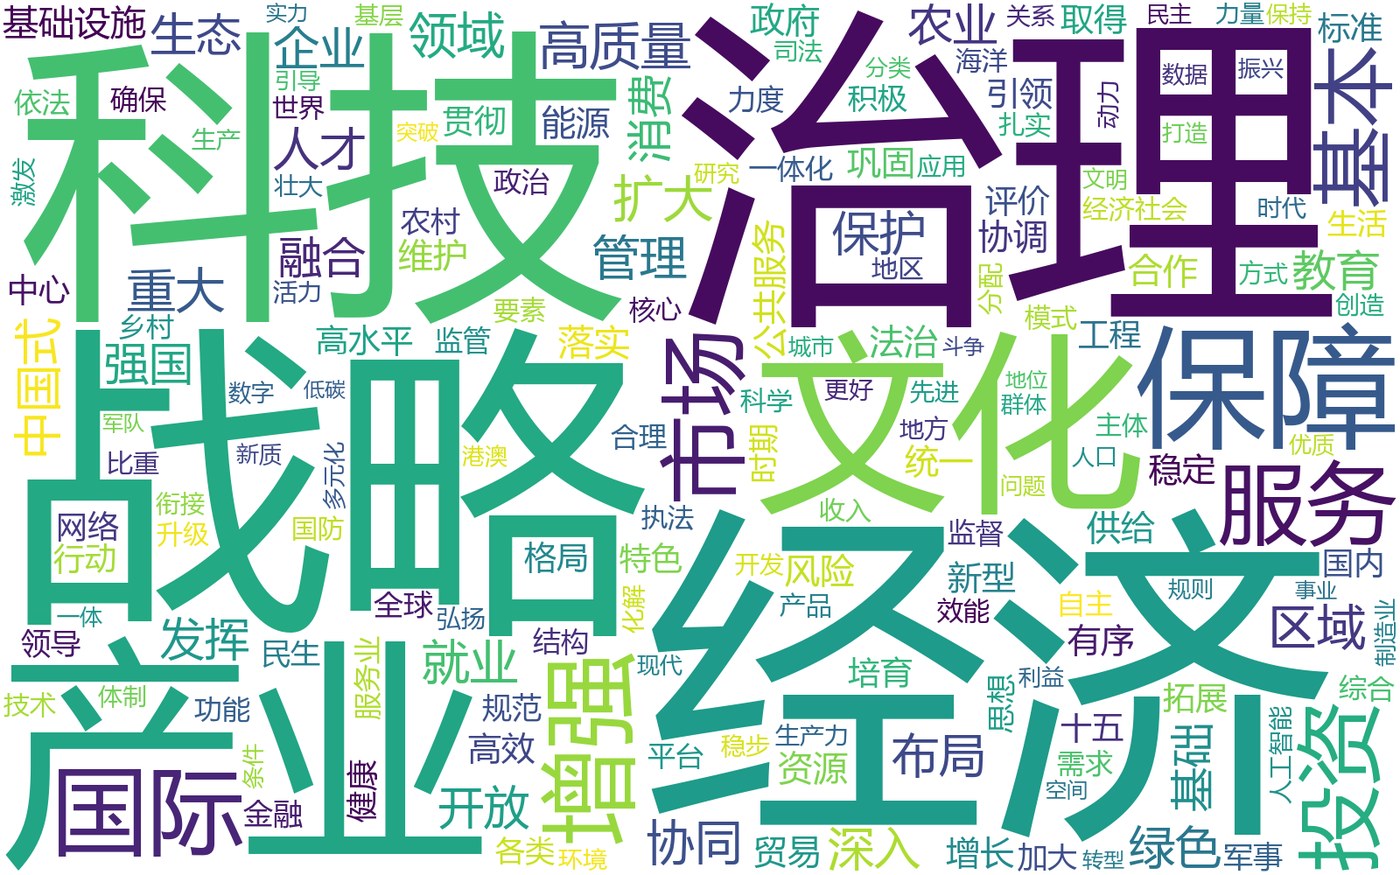 基础设施
生态
实力
基层
企业
领域
高质量
政府
司法
农业
关系
取得
民主
力量
保持
标准
科技
治理
依法
确保
引导
世界
生产
人才
突破
贯彻
能源
消费
力度
分类
积极
海洋
引领
扎实
动力
数据
振兴
打造
基本
激发
壮大
政治
扩大
研究
一体化
巩固
应用
评价
文明
经济社会
时代
生活
农村
维护
融合
管理
公共服务
保护
地区
协调
分配
合作
方式
教育
中心
重大
活力
要素
核心
模式
创造
中国式
乡村
强国
高水平
监管
落实
市场
城市
法治
斗争
工程
保障
战略
文化
数字
低碳
军队
比重
新质
多元化
合理
港澳
科学
更好
先进
地位
群体
主体
时期
地方
统一
人口
问题
稳定
优质
服务
网络
衔接
升级
行动
国防
执法
收入
监督
供给
格局
特色
经济
开发
风险
新型
国内
一体
全球
弘扬
化解
产品
效能
自主
规则
事业
领导
发挥
民生
结构
现代
有序
区域
制造业
产业
就业
增强
培育
思想
利益
拓展
综合
技术
体制
功能
服务业
规范
高效
平台
稳步
生产力
资源
布局
十五
需求
基础
人工智能
投资
国际
条件
金融
健康
开放
空间
各类
环境
协同
贸易
深入
增长
加大
转型
绿色
军事